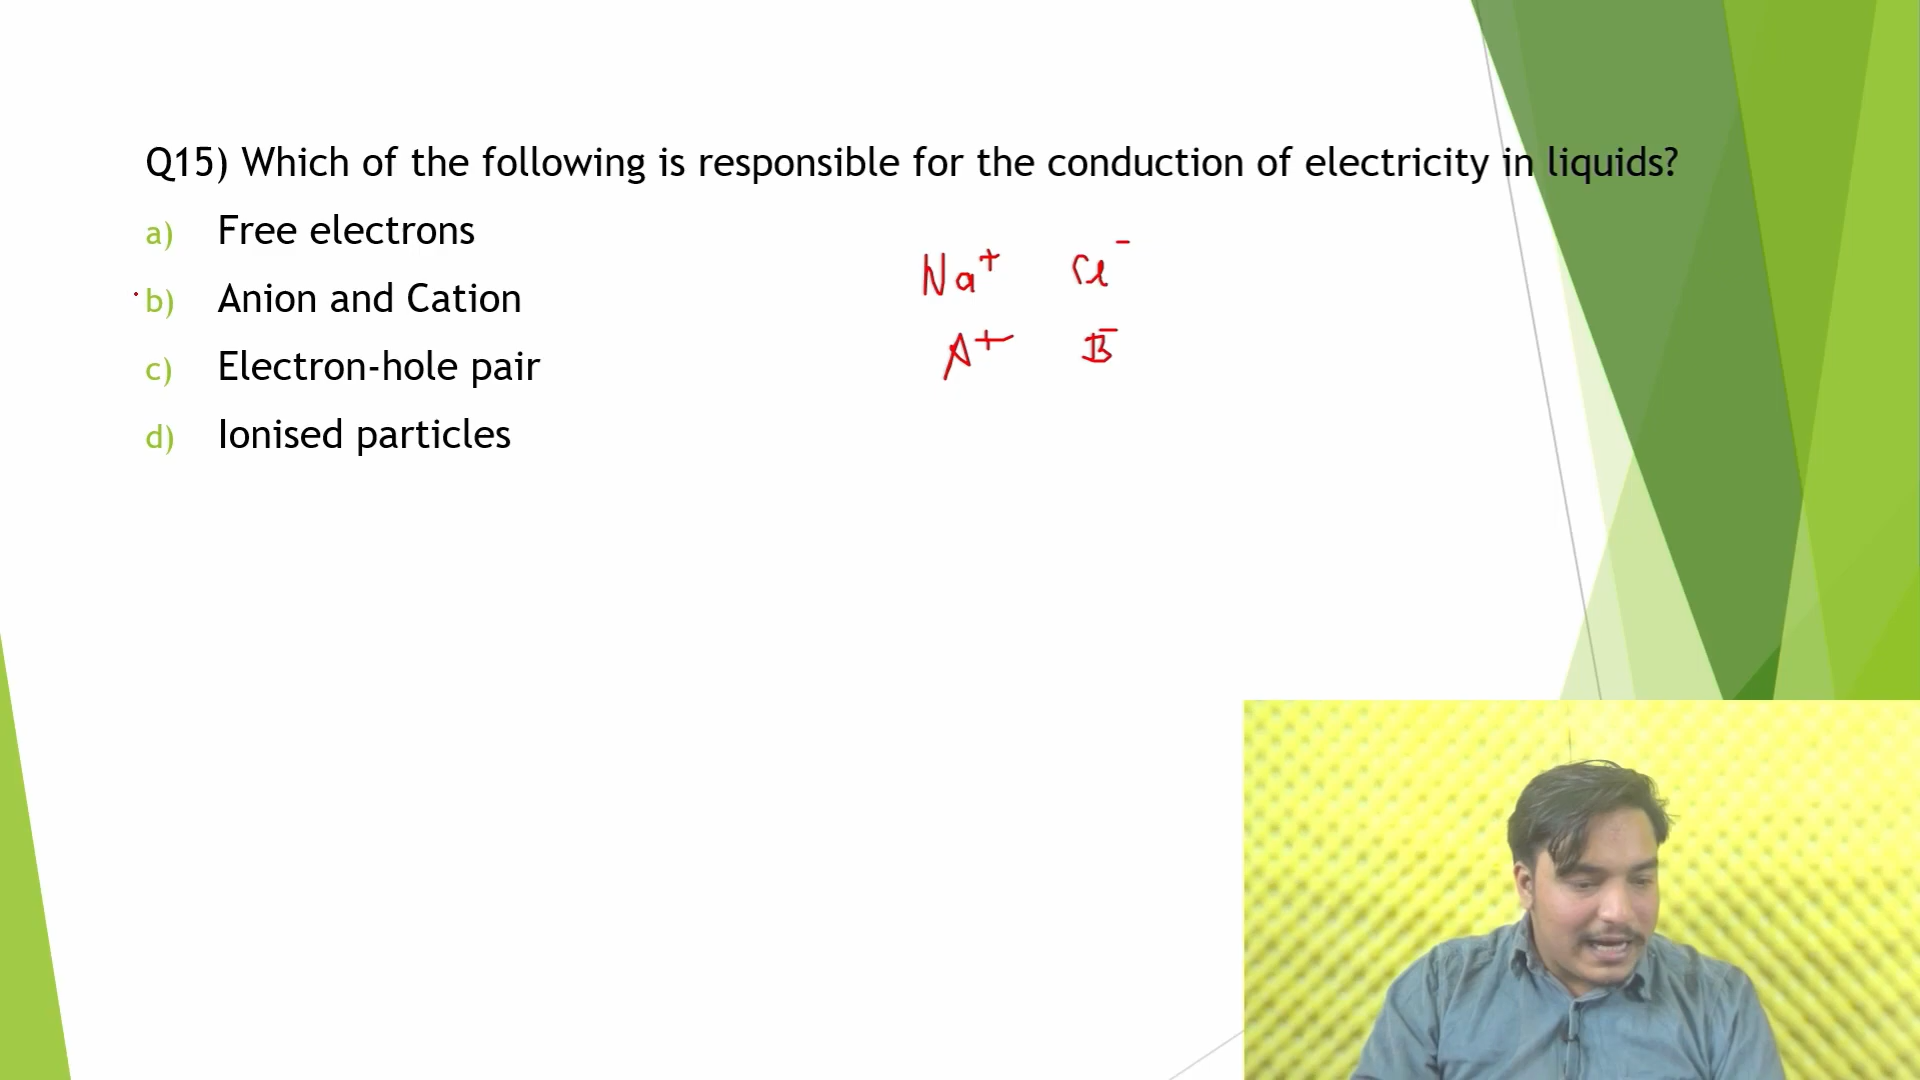 Q15) Which of the following is responsible for the conduction of electricity in liquids?
a) Free electrons
b) Anion and Cation
c) Electron-hole pair
d) Ionised particles
Na⁺ Cl⁻
A⁺ B⁻